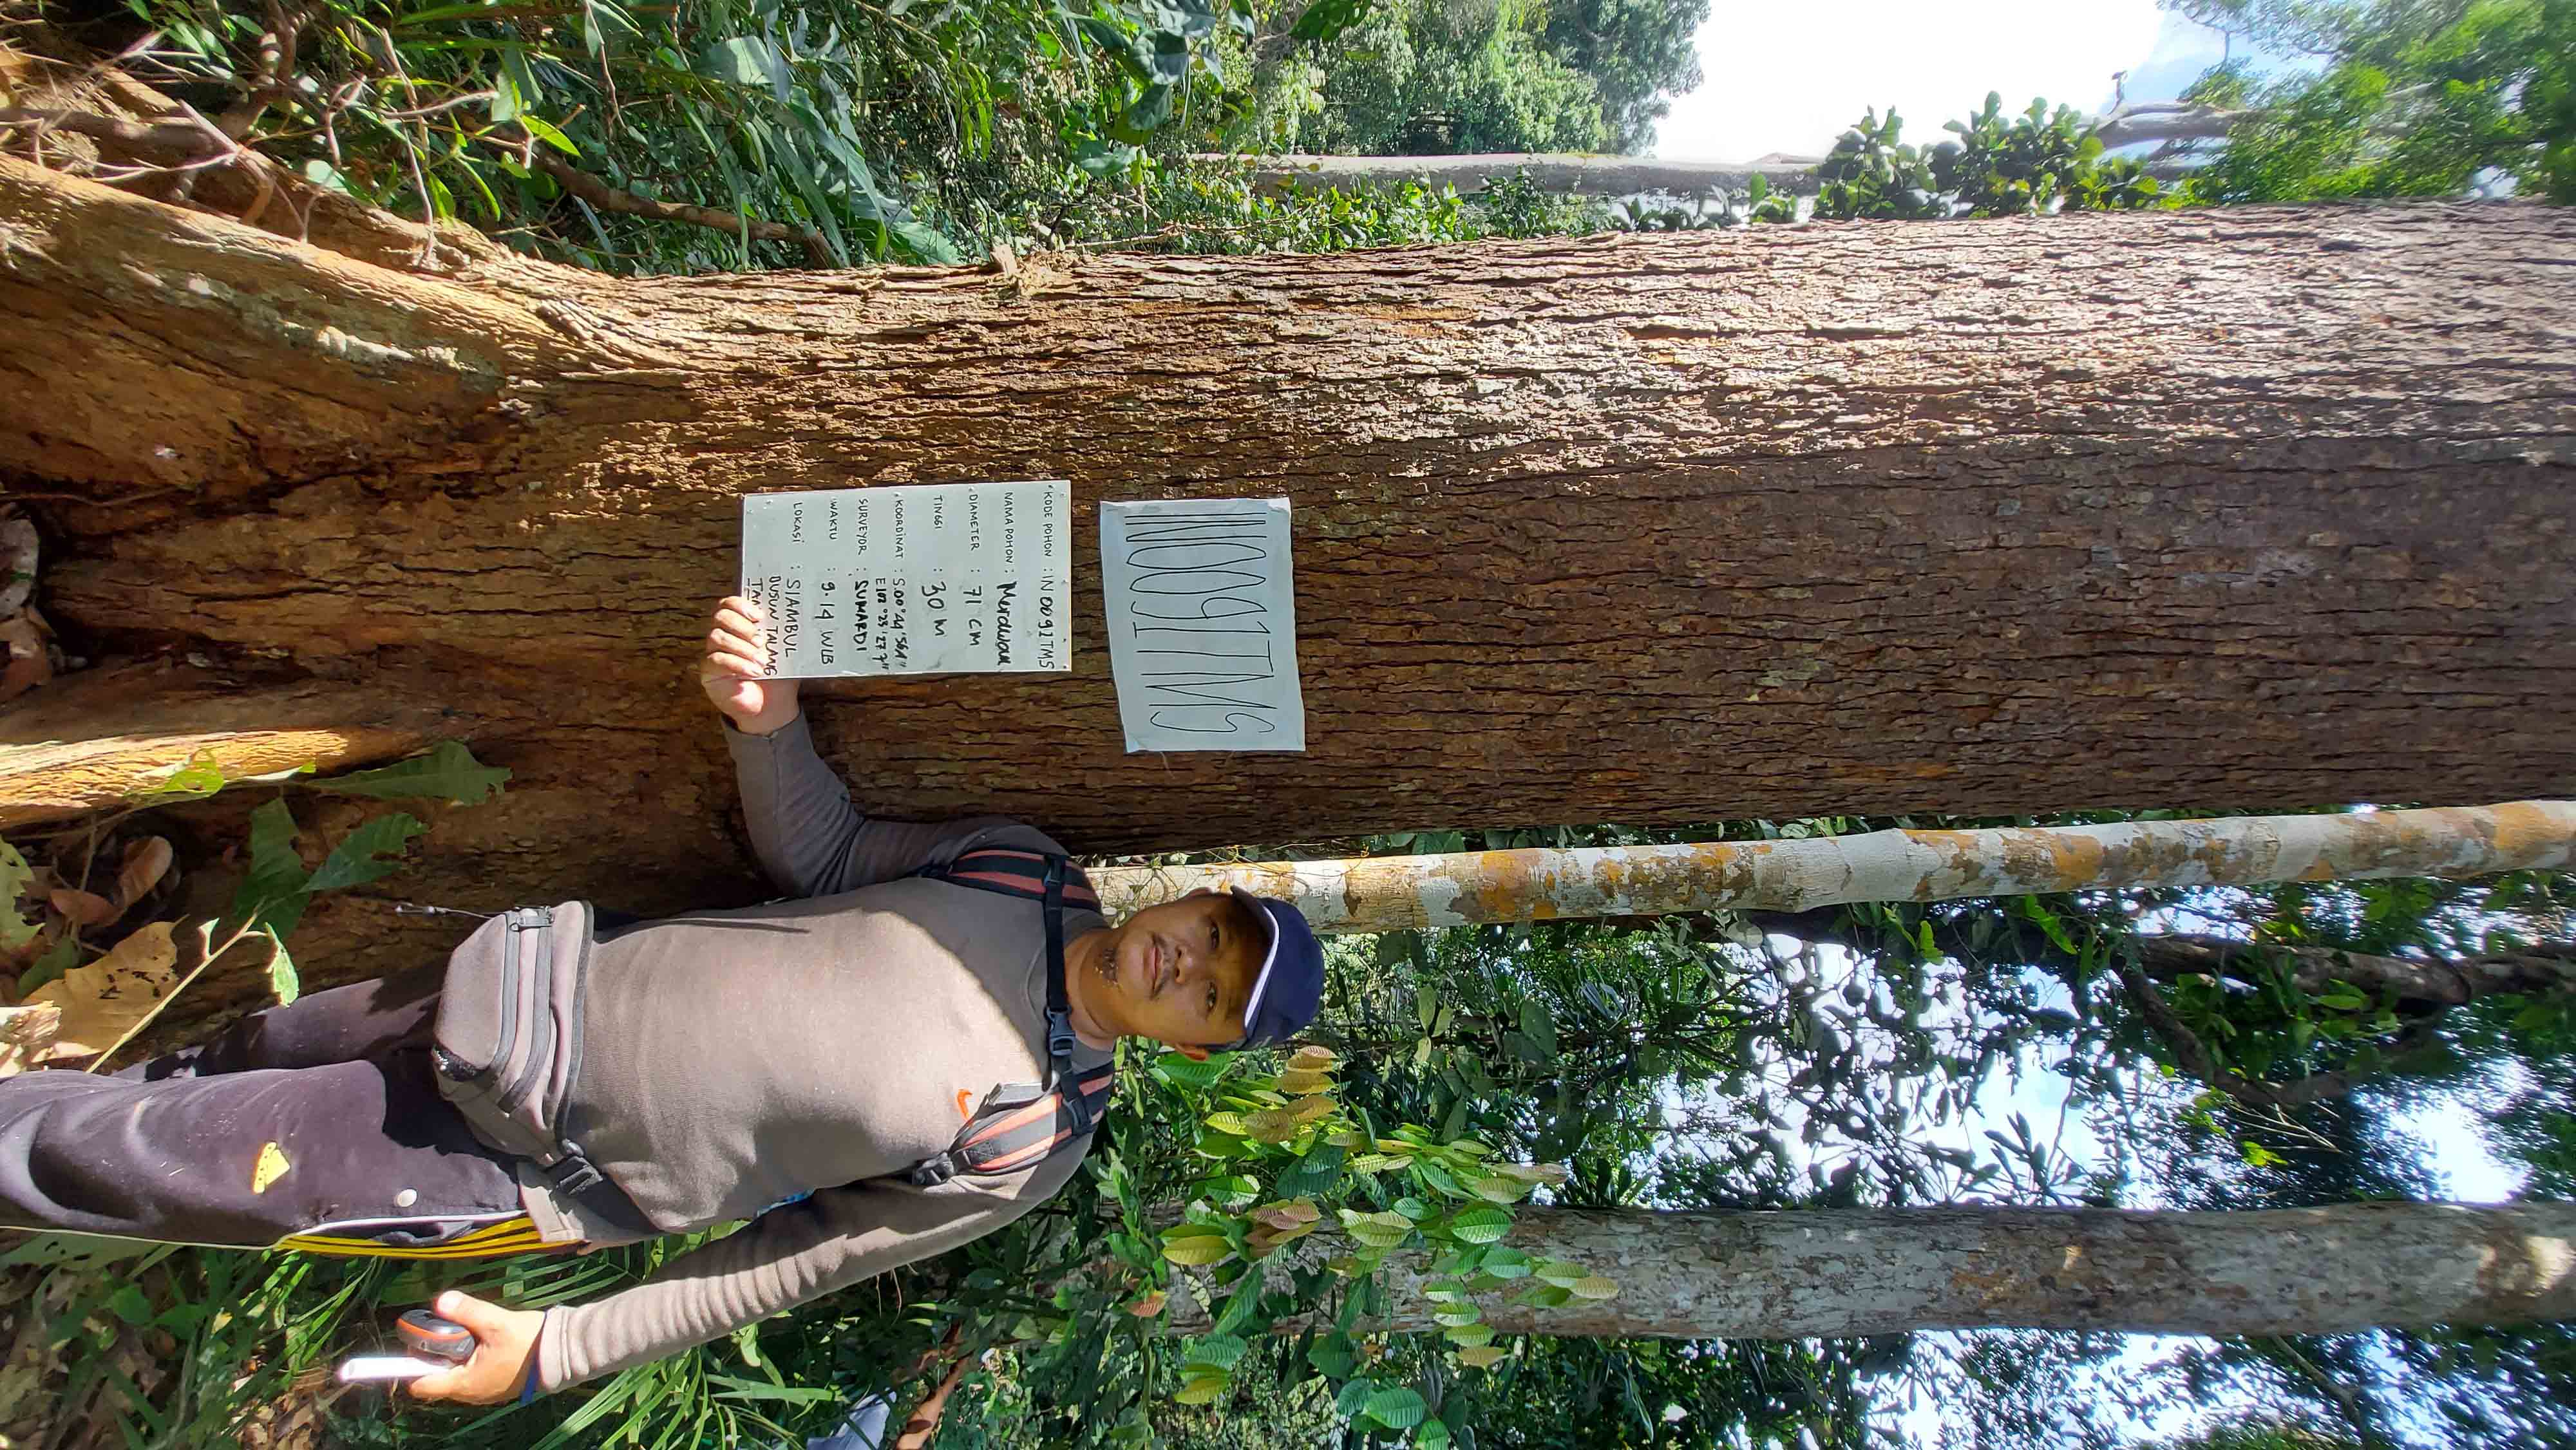 IN0091TMS
KODE POHON : IN 0091TMS
NAMA POHON : Merawan
DIAMETER : 71 CM
TINGGI : 30 M
KOORDINAT : S.00°44'56,1"
E102°23'27 7"
SURVEYOR : SUMARDI
WAKTU : 9.14 WIB
LOKASI : SIAMBUL
DUSUN TALANG